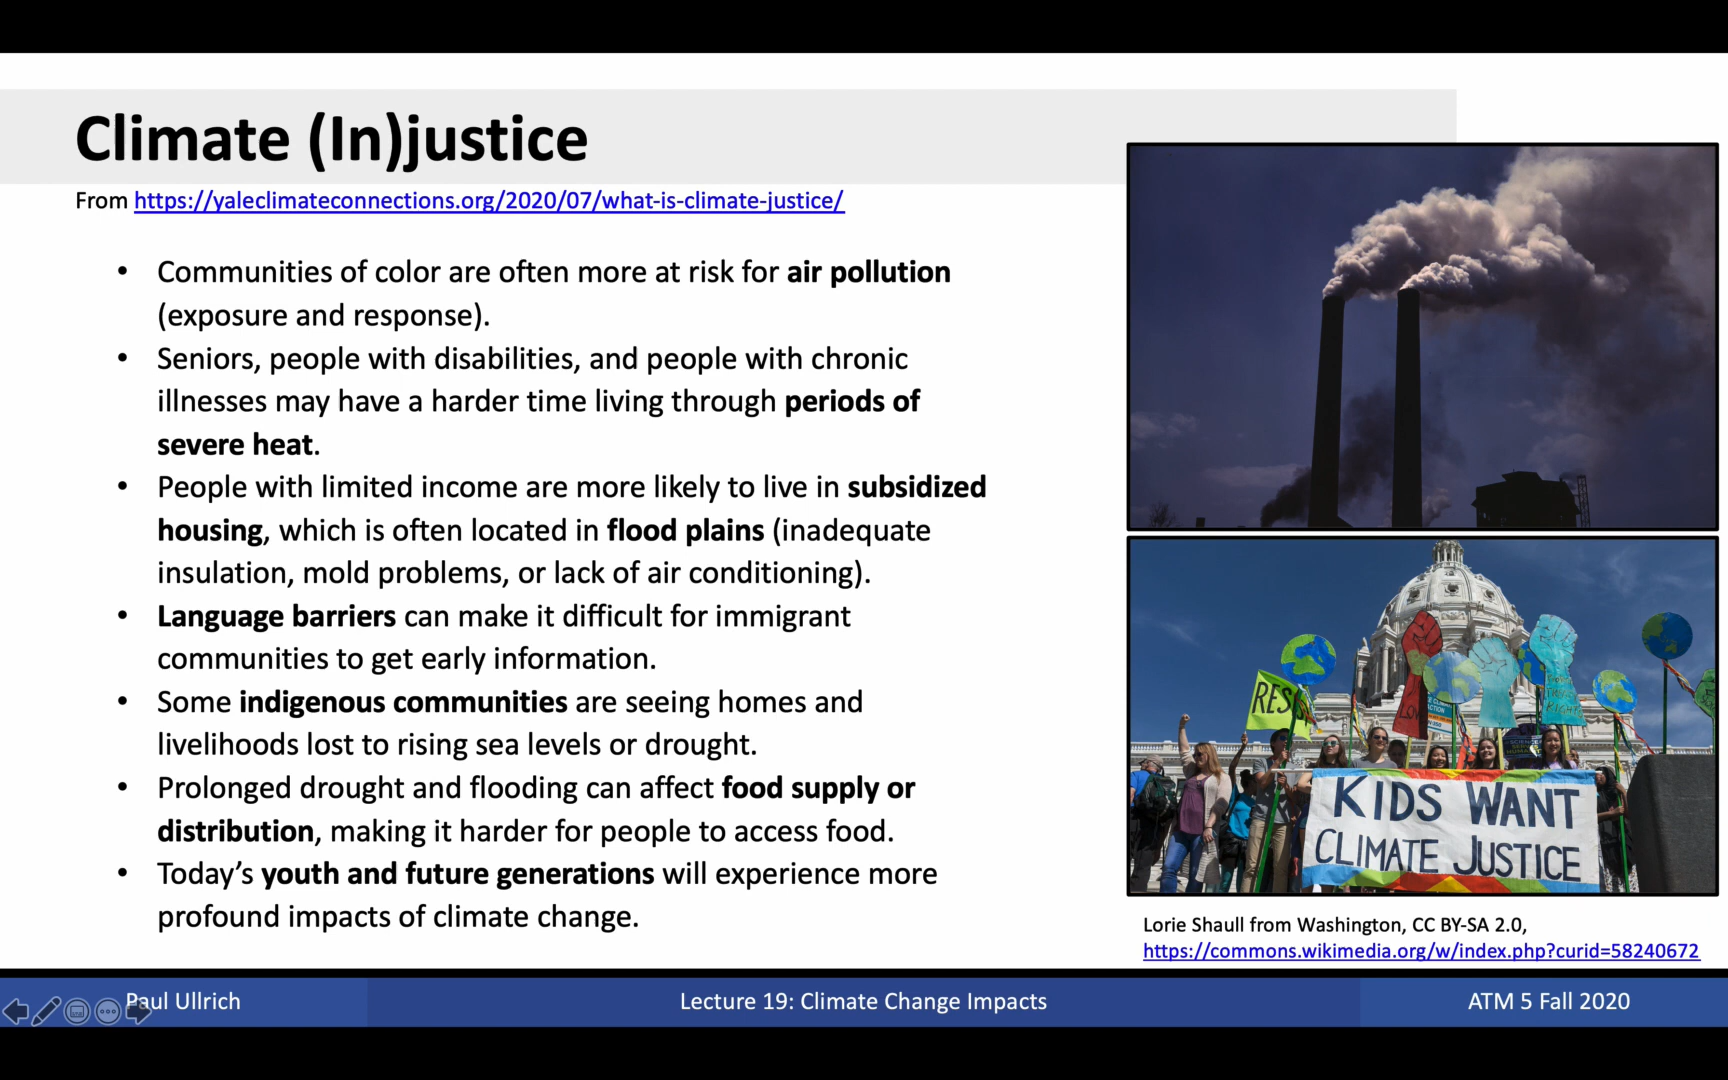 Climate (In)justice
From https://yaleclimateconnections.org/2020/07/what-is-climate-justice/
• Communities of color are often more at risk for air pollution
(exposure and response).
• Seniors, people with disabilities, and people with chronic
illnesses may have a harder time living through periods of
severe heat.
• People with limited income are more likely to live in subsidized
housing, which is often located in flood plains (inadequate
insulation, mold problems, or lack of air conditioning).
• Language barriers can make it difficult for immigrant
communities to get early information.
• Some indigenous communities are seeing homes and
livelihoods lost to rising sea levels or drought.
• Prolonged drought and flooding can affect food supply or
distribution, making it harder for people to access food.
• Today's youth and future generations will experience more
profound impacts of climate change.
KIDS WANT
CLIMATE JUSTICE
Lorie Shaull from Washington, CC BY-SA 2.0,
https://commons.wikimedia.org/w/index.php?curid=58240672
Paul Ullrich
Lecture 19: Climate Change Impacts
ATM 5 Fall 2020